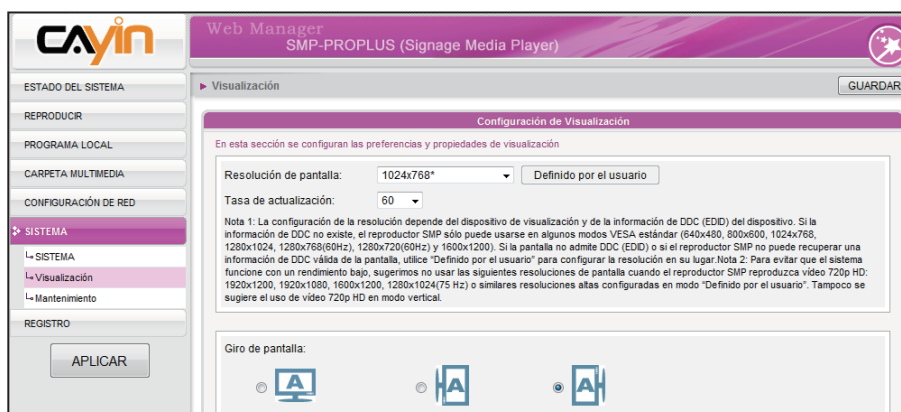 CAYIN
Web Manager
SMP-PROPLUS (Signage Media Player)
ESTADO DEL SISTEMA
REPRODUCIR
PROGRAMA LOCAL
CARPETA MULTIMEDIA
CONFIGURACIÓN DE RED
SISTEMA
SISTEMA
Visualización
Mantenimiento
REGISTRO
APLICAR
Visualización
GUARDAR
Configuración de Visualización
En esta sección se configuran las preferencias y propiedades de visualización
Resolución de pantalla: 1024x768* Definido por el usuario
Tasa de actualización: 60
Nota 1: La configuración de la resolución depende del dispositivo de visualización y de la información de DDC (EDID) del dispositivo. Si la
información de DDC no existe, el reproductor SMP sólo puede usarse en algunos modos VESA estándar (640x480, 800x600, 1024x768,
1280x1024, 1280x768(60Hz), 1280x720(60Hz) y 1600x1200). Si la pantalla no admite DDC (EDID) o si el reproductor SMP no puede recuperar una
información de DDC válida de la pantalla, utilice "Definido por el usuario" para configurar la resolución en su lugar.Nota 2: Para evitar que el sistema
funcione con un rendimiento bajo, sugerimos no usar las siguientes resoluciones de pantalla cuando el reproductor SMP reproduzca vídeo 720p HD:
1920x1200, 1920x1080, 1600x1200, 1280x1024(75 Hz) o similares resoluciones altas configuradas en modo "Definido por el usuario". Tampoco se
sugiere el uso de vídeo 720p HD en modo vertical.
Giro de pantalla:
A A A